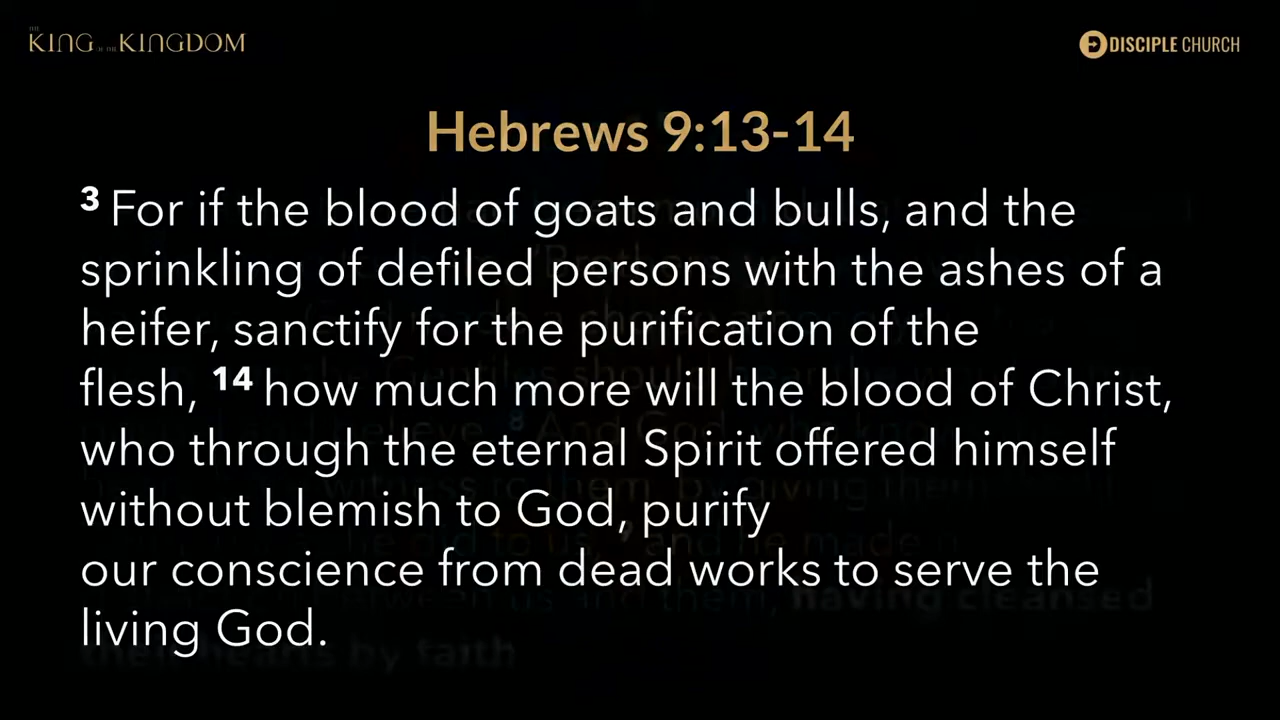 THE KING OF THE KINGDOM
DISCIPLE CHURCH
Hebrews 9:13-14
3 For if the blood of goats and bulls, and the
sprinkling of defiled persons with the ashes of a
heifer, sanctify for the purification of the
flesh, 14 how much more will the blood of Christ,
who through the eternal Spirit offered himself
without blemish to God, purify
our conscience from dead works to serve the
living God.